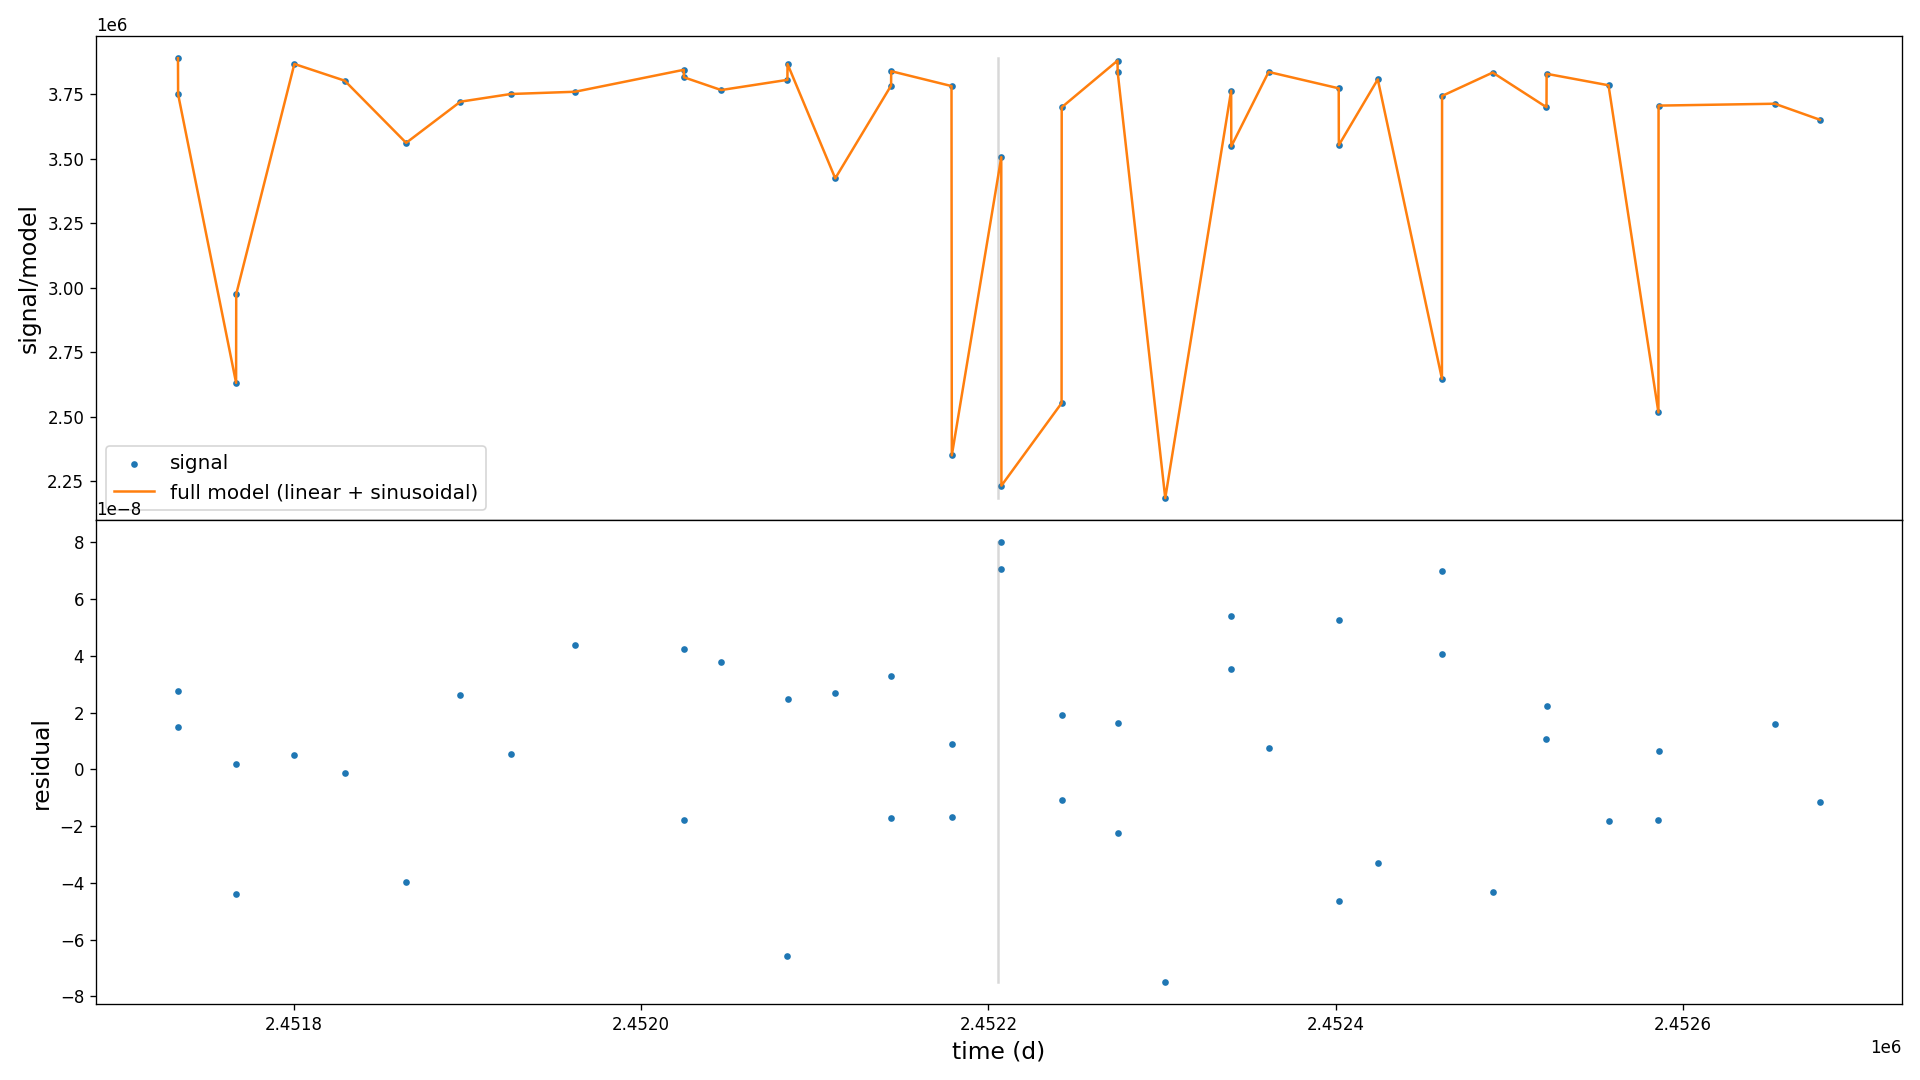 1e6
3.75
3.50
3.25
3.00
2.75
2.50
2.25
signal/model
signal
full model (linear + sinusoidal)
1e−8
8
6
4
2
0
−2
−4
−6
−8
residual
2.4518
2.4520
2.4522
2.4524
2.4526
1e6
time (d)